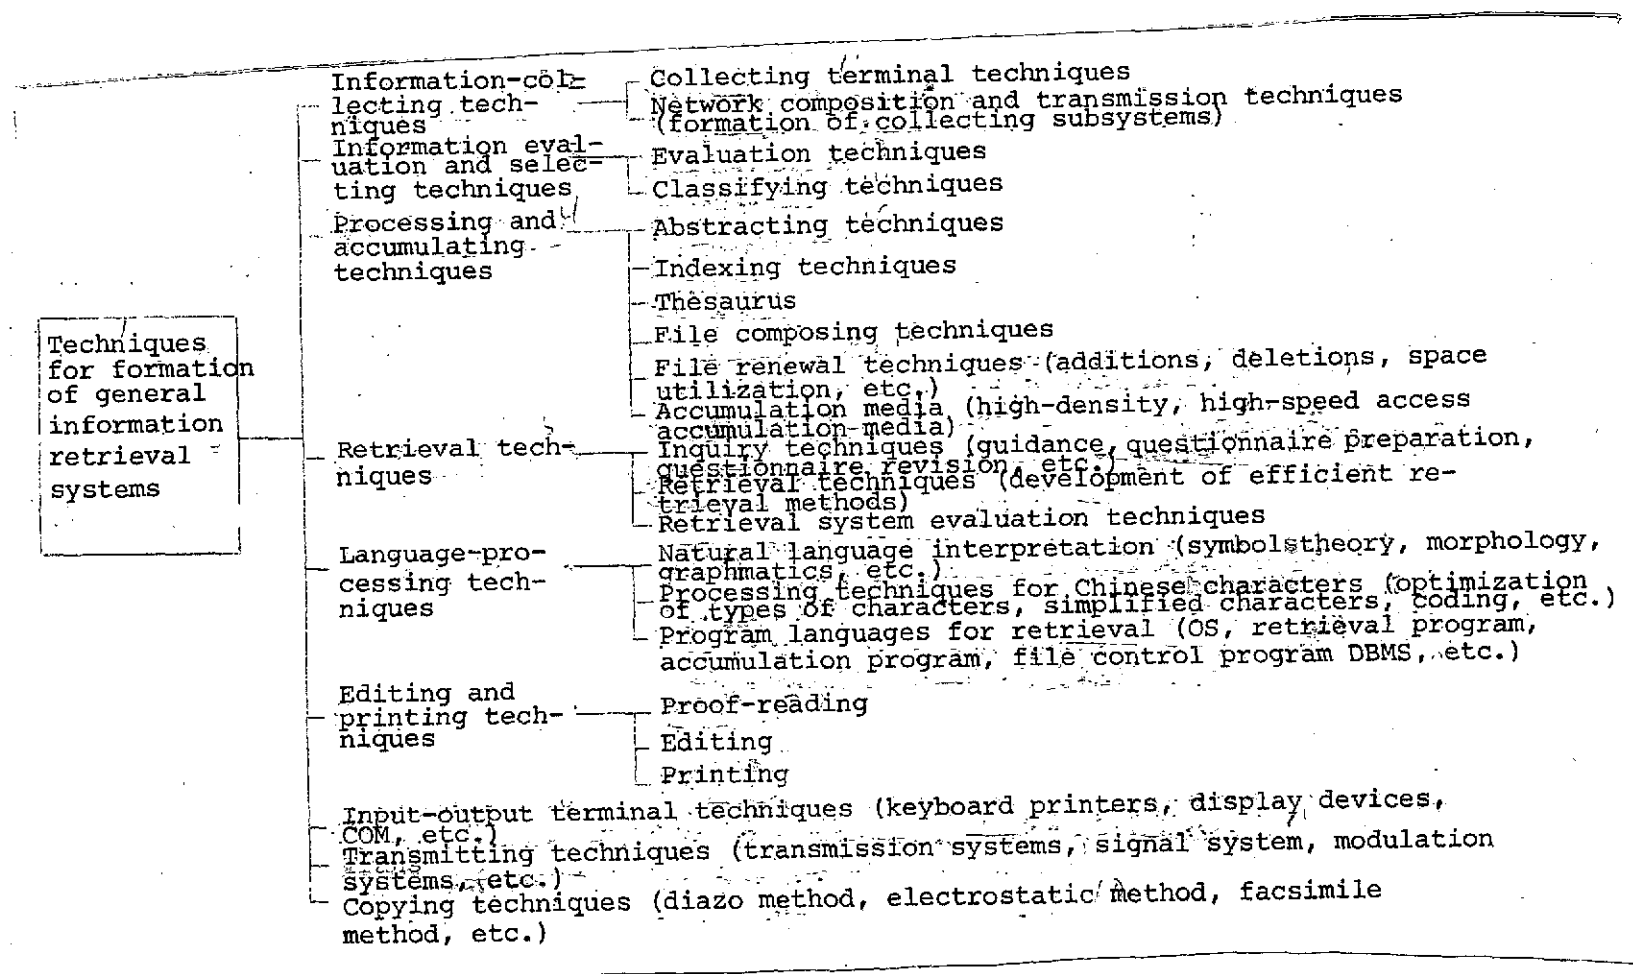 Techniques
for formation
of general
information
retrieval
systems
Information-col-
lecting tech-
niques
Collecting terminal techniques
Network composition and transmission techniques
(formation of collecting subsystems)
Information eval-
uation and selec-
ting techniques
Evaluation techniques
Classifying techniques
Processing and
accumulating
techniques
Abstracting techniques
Indexing techniques
Thesaurus
File composing techniques
File renewal techniques (additions, deletions, space
utilization, etc.)
Accumulation media (high-density, high-speed access
accumulation media)
Retrieval tech-
niques
Inquiry techniques (guidance, questionnaire preparation,
questionnaire revision, etc.)
Retrieval techniques (development of efficient re-
trieval methods)
Retrieval system evaluation techniques
Language-pro-
cessing tech-
niques
Natural language interpretation (symbolstheory, morphology,
graphmatics, etc.)
Processing techniques for Chinese characters (optimization
of types of characters, simplified characters, coding, etc.)
Program languages for retrieval (OS, retrieval program,
accumulation program, file control program DBMS, etc.)
Editing and
printing tech-
niques
Proof-reading
Editing
Printing
Input-output terminal techniques (keyboard printers, display devices,
COM, etc.)
Transmitting techniques (transmission systems, signal system, modulation
systems, etc.)
Copying techniques (diazo method, electrostatic method, facsimile
method, etc.)